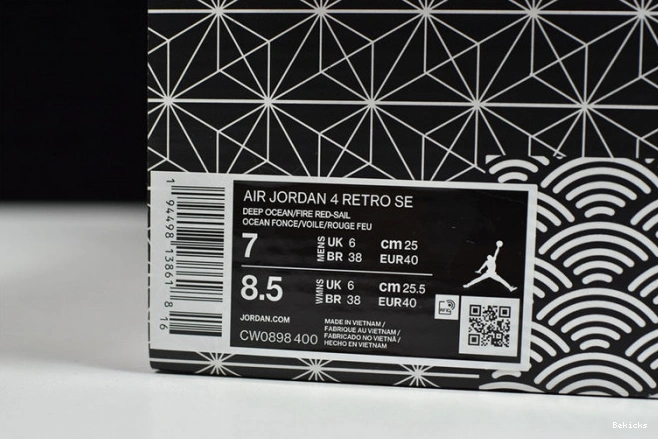 1 94498 13861 8 16
AIR JORDAN 4 RETRO SE
DEEP OCEAN/FIRE RED-SAIL
OCEAN FONCE/VOILE/ROUGE FEU
7
MENS
UK 6
cm 25
BR 38
EUR40
8.5
WMNS
UK 6
cm 25.5
BR 38
EUR40
JORDAN.COM
CW0898 400
MADE IN VIETNAM /
FABRIQUE AU VIETNAM /
FABRICADO NO VIETNÃ /
HECHO EN VIETNAM
Bekicks